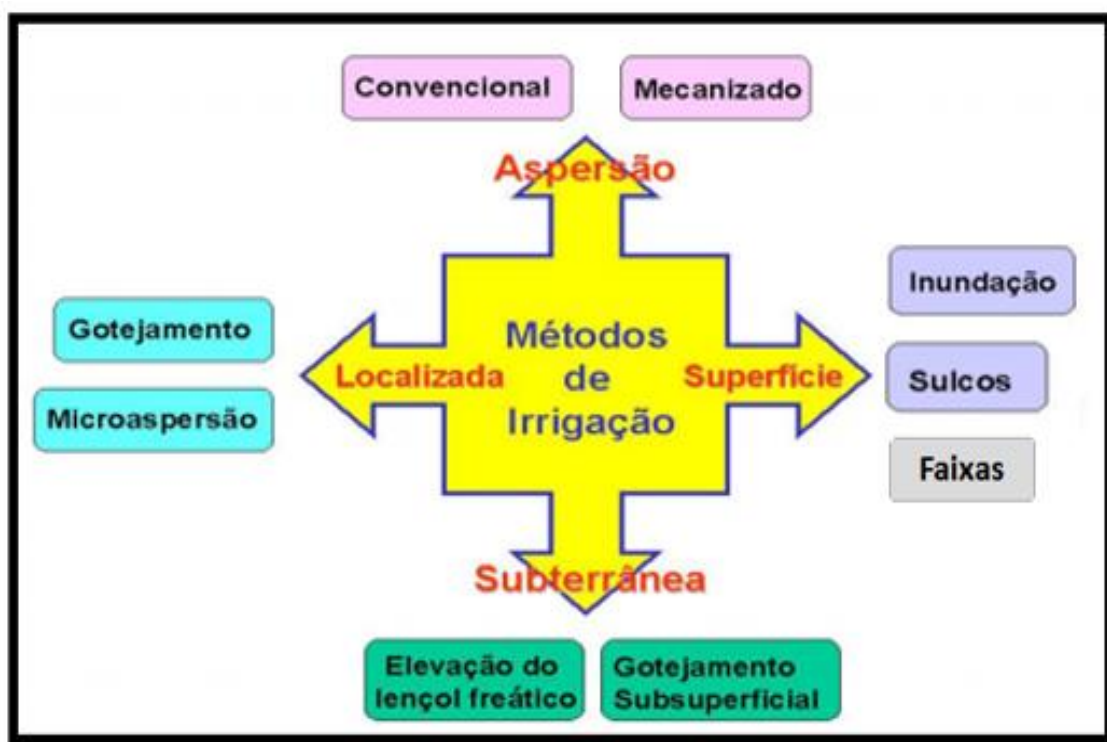 Convencional
Mecanizado
Aspersão
Gotejamento
Microaspersão
Localizada
Métodos
de
Irrigação
Superfície
Inundação
Sulcos
Faixas
Subterrânea
Elevação do
lençol freático
Gotejamento
Subsuperficial